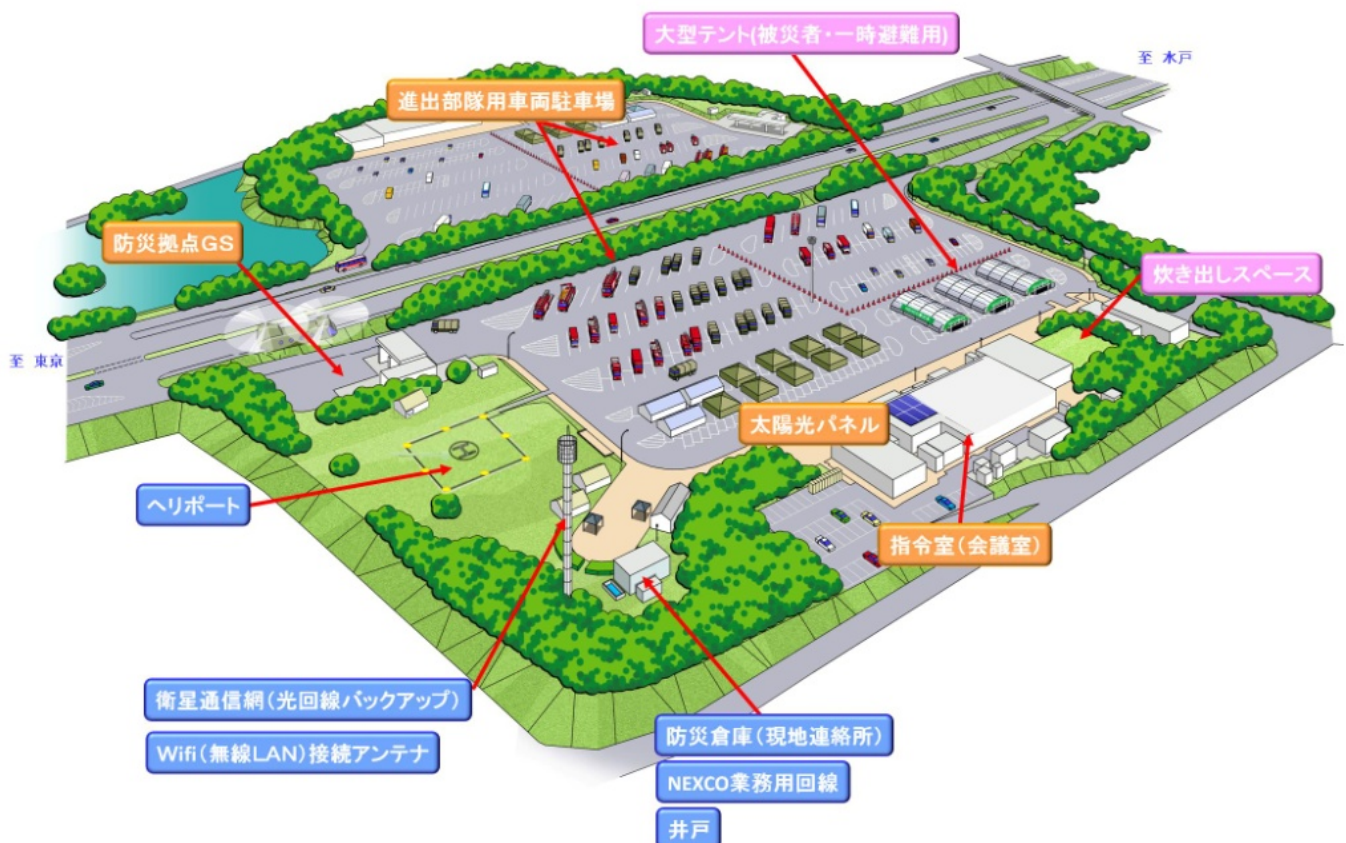 大型テント(被災者・一時避難用)
至 水戸
進出部隊用車両駐車場
防災拠点GS
炊き出しスペース
至 東京
太陽光パネル
ヘリポート
H
指令室(会議室)
衛星通信網(光回線バックアップ)
Wifi(無線LAN)接続アンテナ
防災倉庫(現地連絡所)
NEXCO業務用回線
井戸